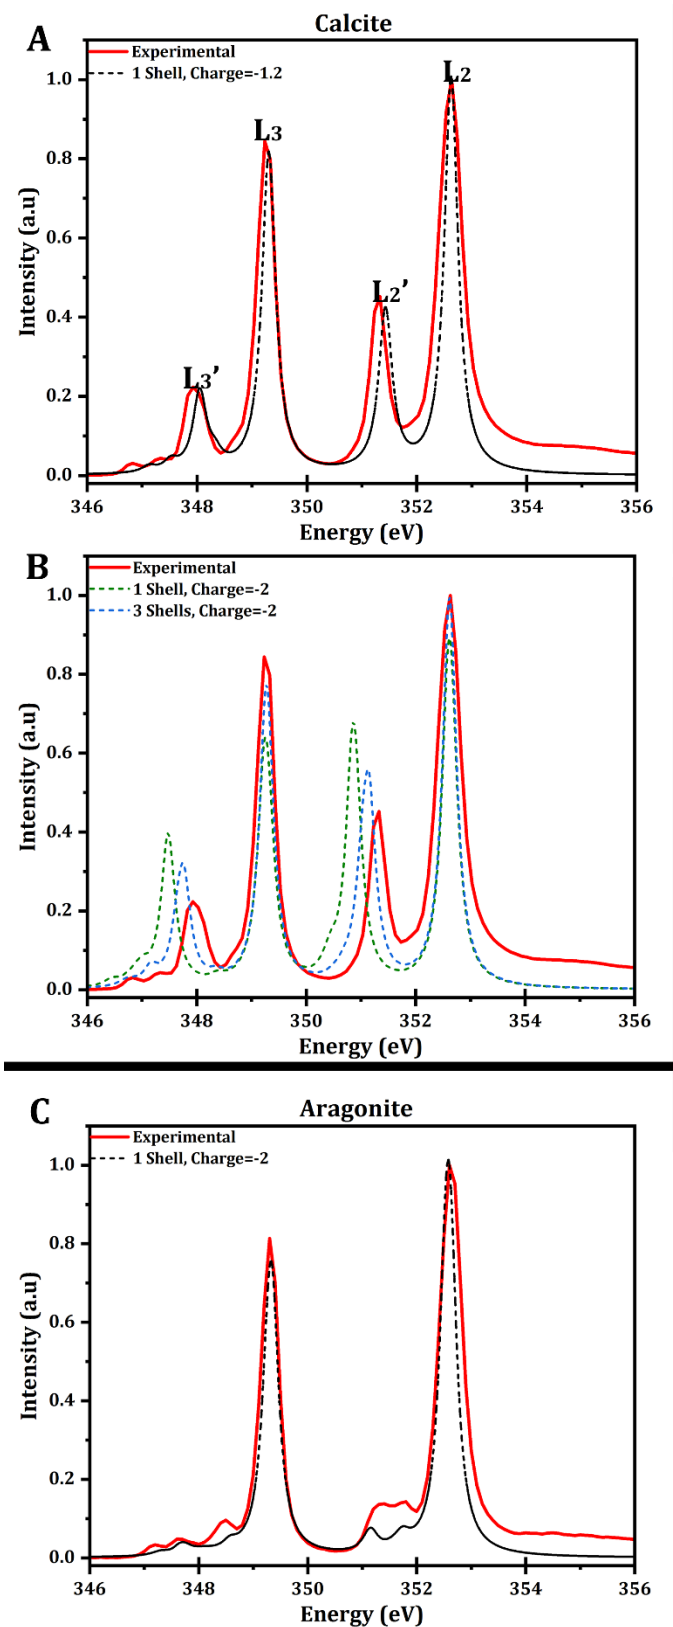 A
Calcite
Experimental
1 Shell, Charge=-1.2
L3'
L3
L2'
L2
Intensity (a.u)
1.0
0.8
0.6
0.4
0.2
0.0
346 348 350 352 354 356
Energy (eV)
B
Experimental
1 Shell, Charge=-2
3 Shells, Charge=-2
Intensity (a.u)
1.0
0.8
0.6
0.4
0.2
0.0
346 348 350 352 354 356
Energy (eV)
C
Aragonite
Experimental
1 Shell, Charge=-2
Intensity (a.u)
1.0
0.8
0.6
0.4
0.2
0.0
346 348 350 352 354 356
Energy (eV)